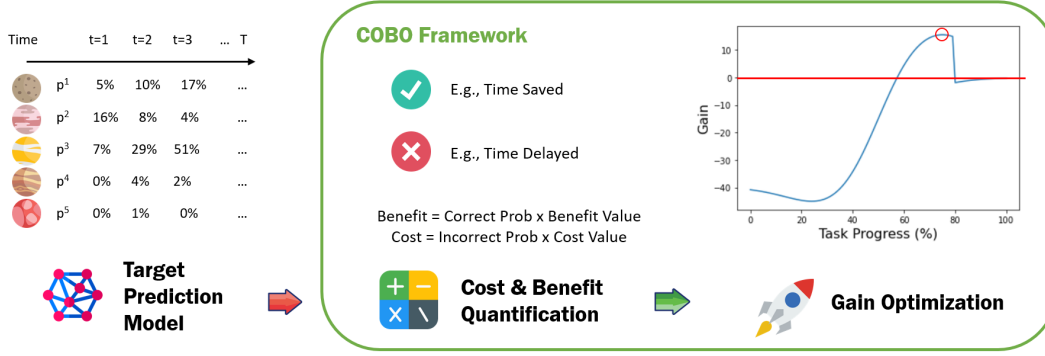 Time t=1 t=2 t=3 ... T
p¹ 5% 10% 17% ...
p² 16% 8% 4% ...
p³ 7% 29% 51% ...
p⁴ 0% 4% 2% ...
p⁵ 0% 1% 0% ...
Target
Prediction
Model
COBO Framework
E.g., Time Saved
E.g., Time Delayed
Benefit = Correct Prob x Benefit Value
Cost = Incorrect Prob x Cost Value
Cost & Benefit
Quantification
Gain
10
0
−10
−20
−30
−40
0 20 40 60 80 100
Task Progress (%)
Gain Optimization